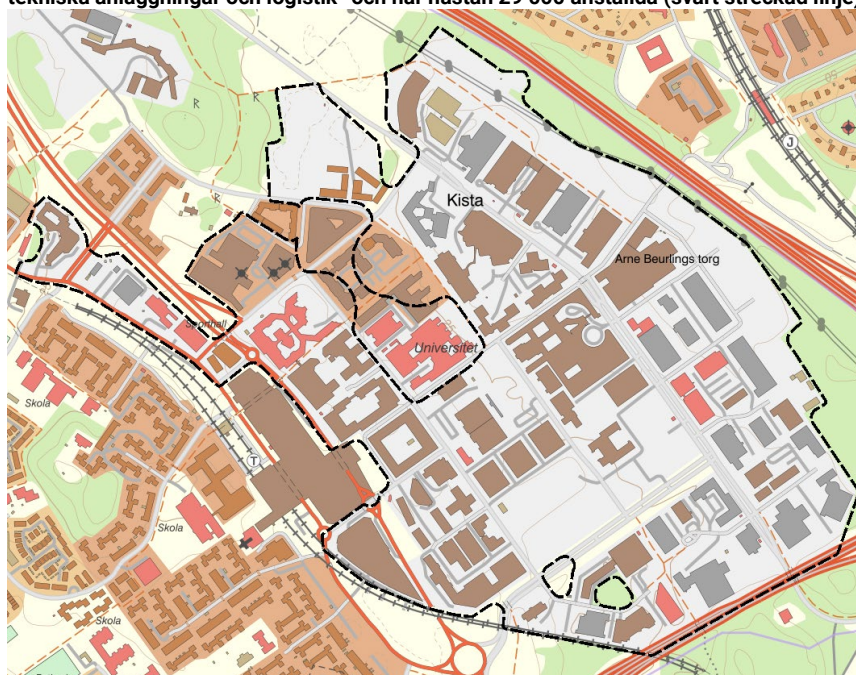 tekniska anläggningar och logistik" och har nästan 29 000 anställda (svart streckad linje)
J
Kista
Arne Beurlings torg
Sporthall
Universitet
Skola
T
Skola
Skola